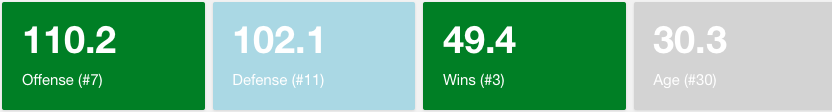 110.2
Offense (#7)
102.1
Defense (#11)
49.4
Wins (#3)
30.3
Age (#30)